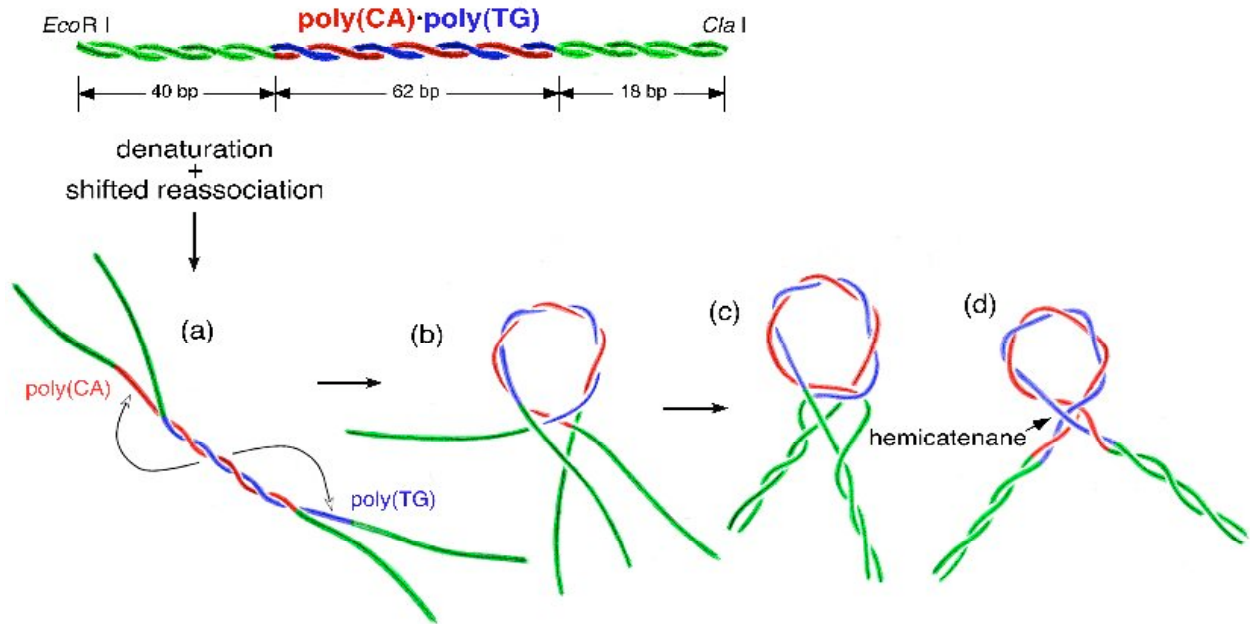 EcoR I
poly(CA)·poly(TG)
Cla I
40 bp
62 bp
18 bp
denaturation
+
shifted reassociation
(a)
(b)
(c)
(d)
poly(CA)
hemicatenane
poly(TG)